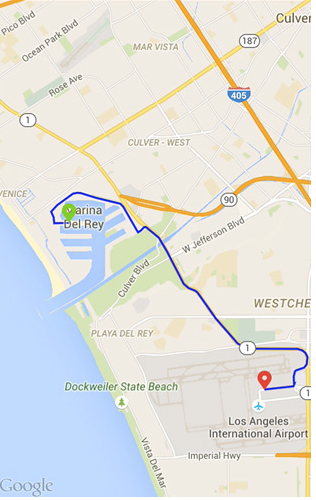 Pico Blvd
Culver
Ocean Park Blvd
MAR VISTA
187
Rose Ave
405
1
CULVER - WEST
VENICE
90
Marina
Del Rey
W Jefferson Blvd
Culver Blvd
WESTCHE
PLAYA DEL REY
1
Dockweiler State Beach
1
Los Angeles
International Airport
Vista Del Mar
Imperial Hwy
Google